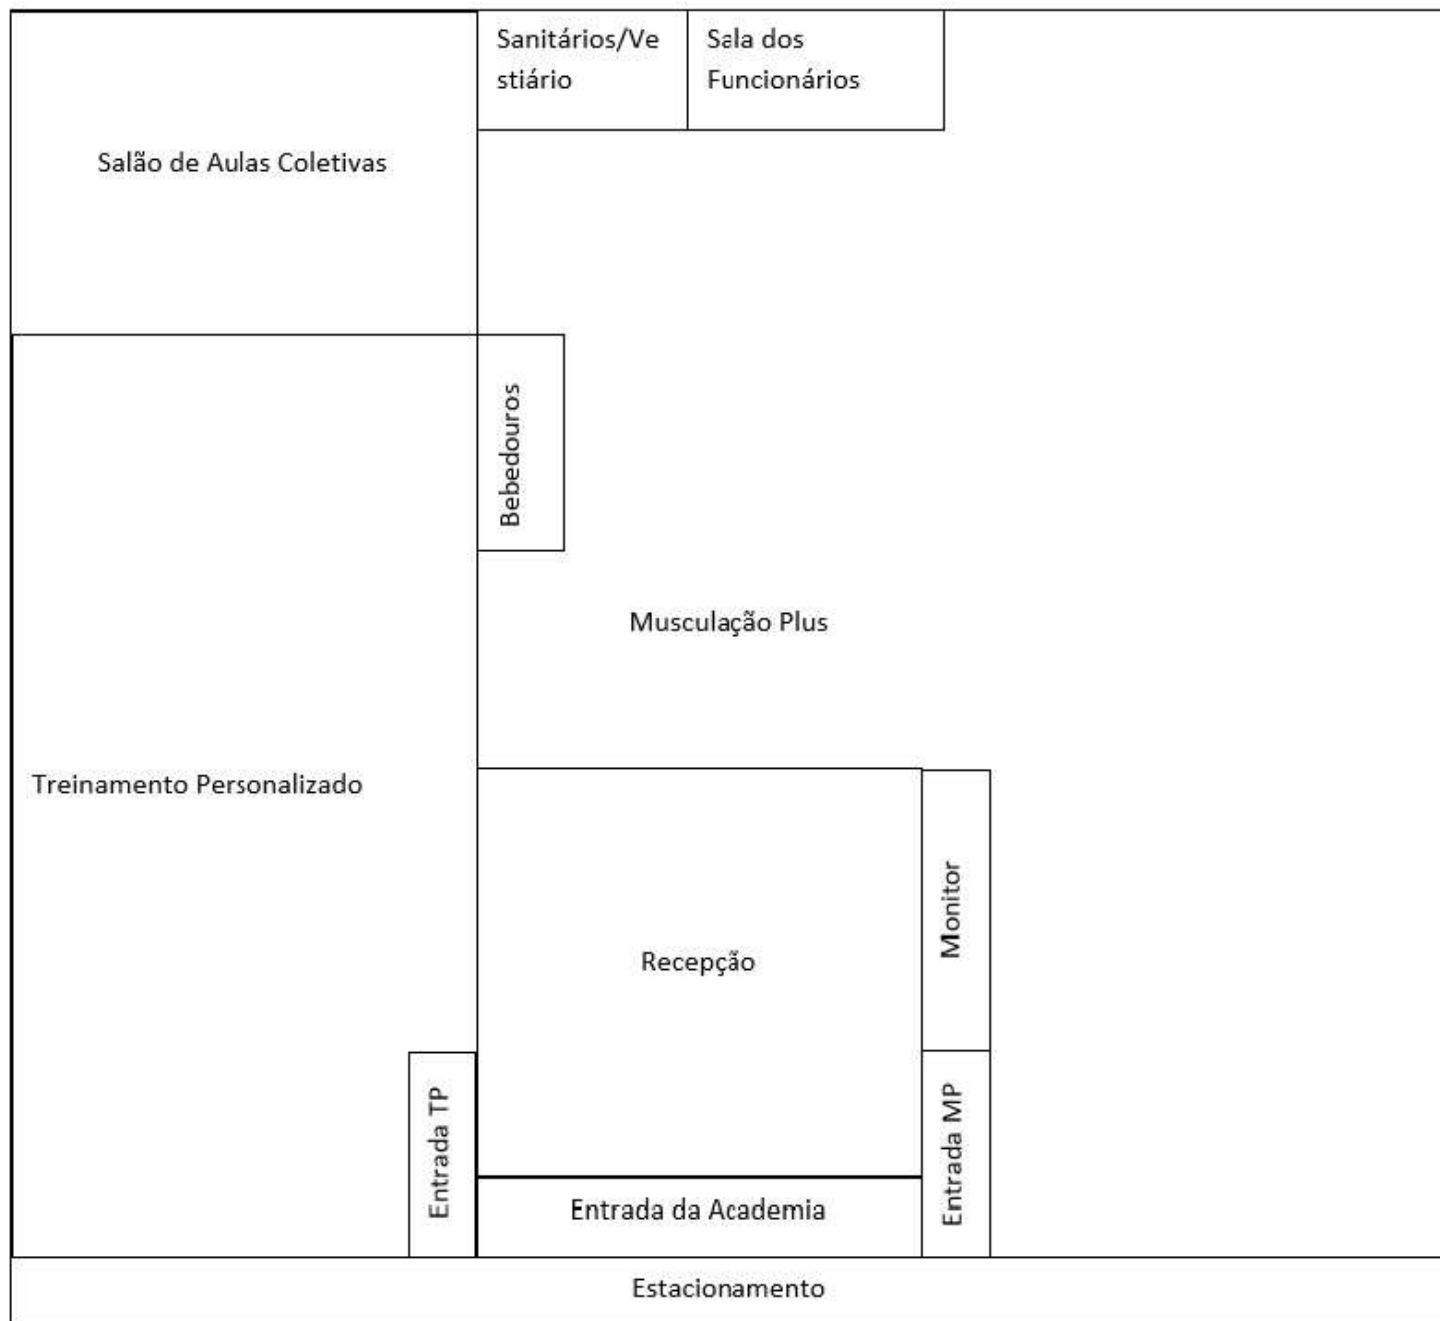 Sanitários/Ve
stiário
Sala dos
Funcionários
Salão de Aulas Coletivas
Bebedouros
Musculação Plus
Treinamento Personalizado
Recepção
Monitor
Entrada TP
Entrada MP
Entrada da Academia
Estacionamento